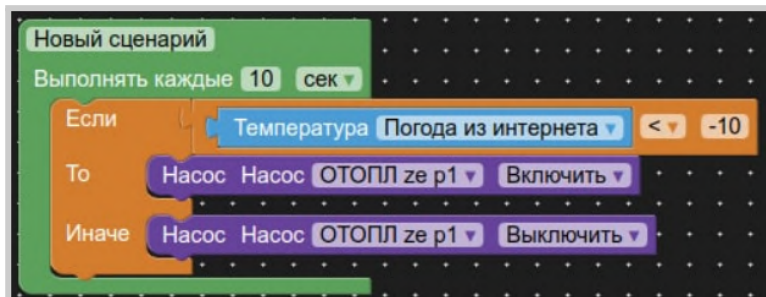 Новый сценарий
Выполнять каждые 10 сек
Если Температура Погода из интернета < -10
То Насос Насос ОТОПЛ ze p1 Включить
Иначе Насос Насос ОТОПЛ ze p1 Выключить